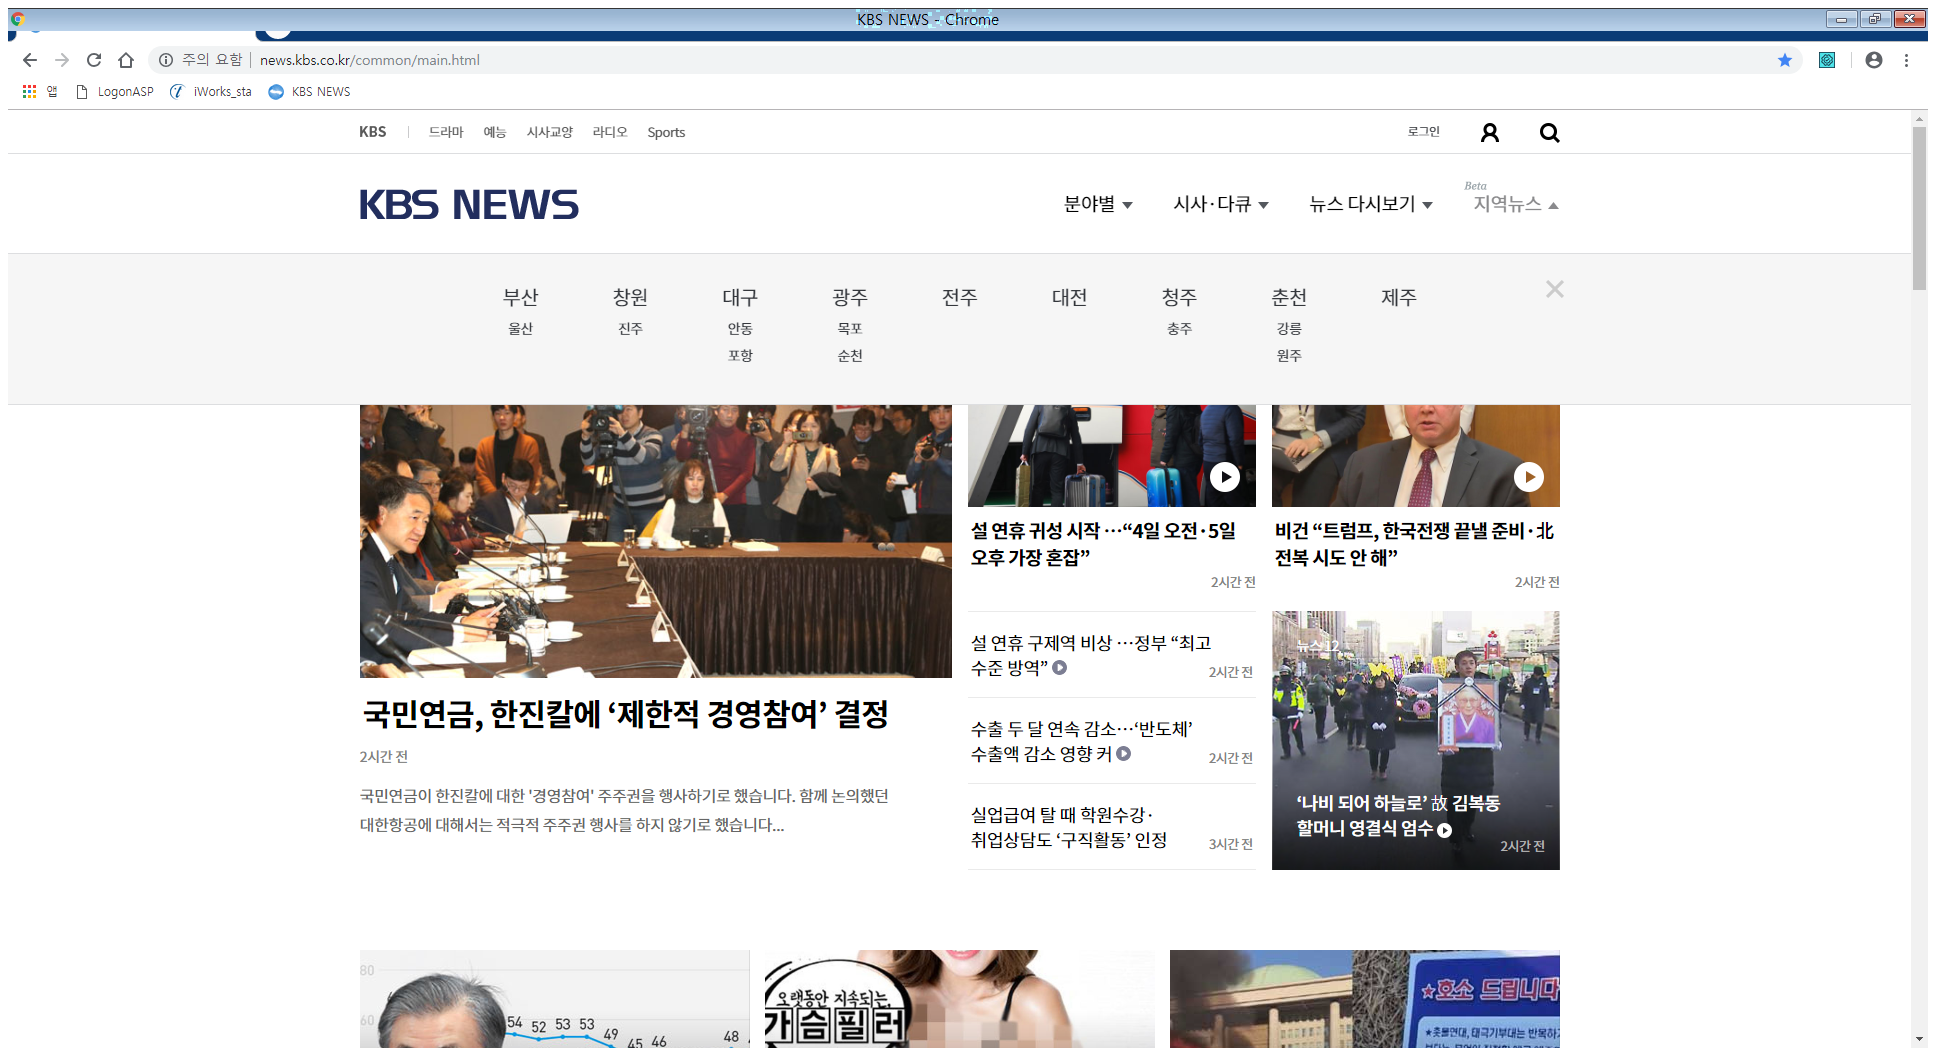 KBS NEWS - Chrome
주의 요함 news.kbs.co.kr/common/main.html
앱 LogonASP iWorks_sta KBS NEWS
KBS 드라마 예능 시사교양 라디오 Sports 로그인
Beta
KBS NEWS 분야별 시사·다큐 뉴스 다시보기 지역뉴스
부산 창원 대구 광주 전주 대전 청주 춘천 제주
울산 진주 안동 목포 충주 강릉
포항 순천 원주
국민연금, 한진칼에 ‘제한적 경영참여’ 결정
2시간 전
국민연금이 한진칼에 대한 '경영참여' 주주권을 행사하기로 했습니다. 함께 논의했던
대한항공에 대해서는 적극적 주주권 행사를 하지 않기로 했습니다...
설 연휴 귀성 시작…“4일 오전·5일
오후 가장 혼잡”
2시간 전
비건 “트럼프, 한국전쟁 끝낼 준비·北
전복 시도 안 해”
2시간 전
설 연휴 구제역 비상…정부 “최고
수준 방역”
2시간 전
수출 두 달 연속 감소…‘반도체’
수출액 감소 영향 커
2시간 전
실업급여 탈 때 학원수강·
취업상담도 ‘구직활동’ 인정
3시간 전
뉴스 12
‘나비 되어 하늘로’ 故 김복동
할머니 영결식 엄수
2시간 전
80
60
54 52 53 53 49 45 46 48
오랫동안 지속되는,
가슴필러
★호소 드립니다
★촛불연대, 태극기부대는 반목하